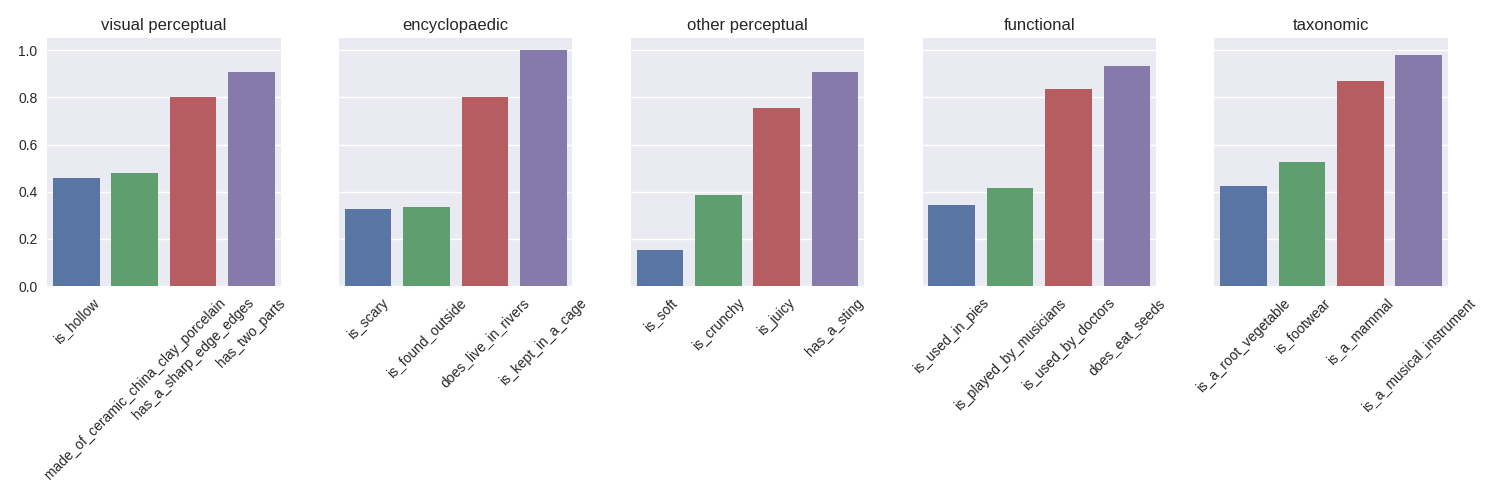 visual perceptual
encyclopaedic
other perceptual
functional
taxonomic
1.0
0.8
0.6
0.4
0.2
0.0
is_hollow
made_of_ceramic_china_clay_porcelain
has_a_sharp_edge_edges
has_two_parts
is_scary
is_found_outside
does_live_in_rivers
is_kept_in_a_cage
is_soft
is_crunchy
is_juicy
has_a_sting
is_used_in_pies
is_played_by_musicians
is_used_by_doctors
does_eat_seeds
is_a_root_vegetable
is_footwear
is_a_mammal
is_a_musical_instrument